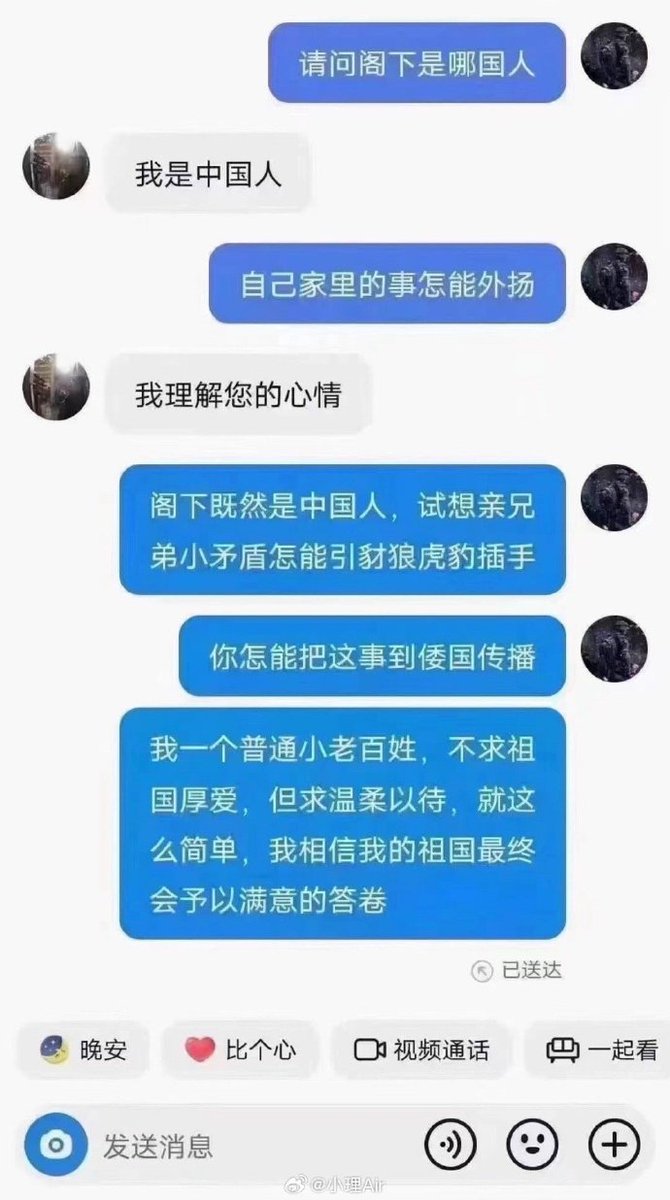 请问阁下是哪国人
我是中国人
自己家里的事怎能外扬
我理解您的心情
阁下既然是中国人，试想亲兄
弟小矛盾怎能引豺狼虎豹插手
你怎能把这事到倭国传播
我一个普通小老百姓，不求祖
国厚爱，但求温柔以待，就这
么简单，我相信我的祖国最终
会予以满意的答卷
已送达
晚安
比个心
视频通话
一起看
发送消息
@小理Air